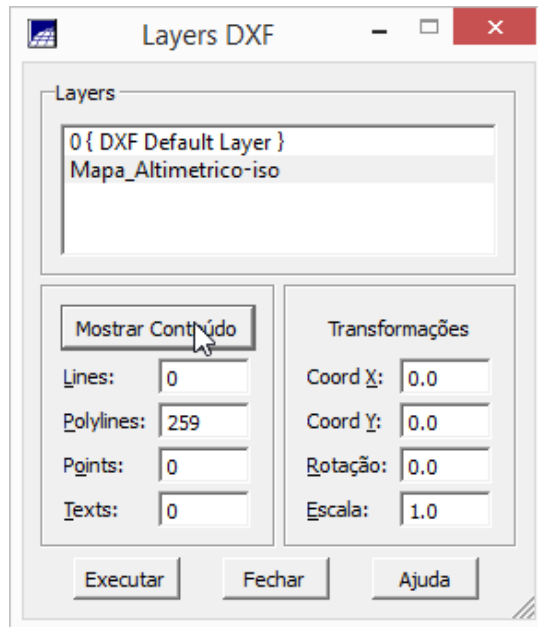 Layers DXF
Layers
0 { DXF Default Layer }
Mapa_Altimetrico-iso
Mostrar Conteúdo
Lines: 0
Polylines: 259
Points: 0
Texts: 0
Transformações
Coord X: 0.0
Coord Y: 0.0
Rotação: 0.0
Escala: 1.0
Executar Fechar Ajuda